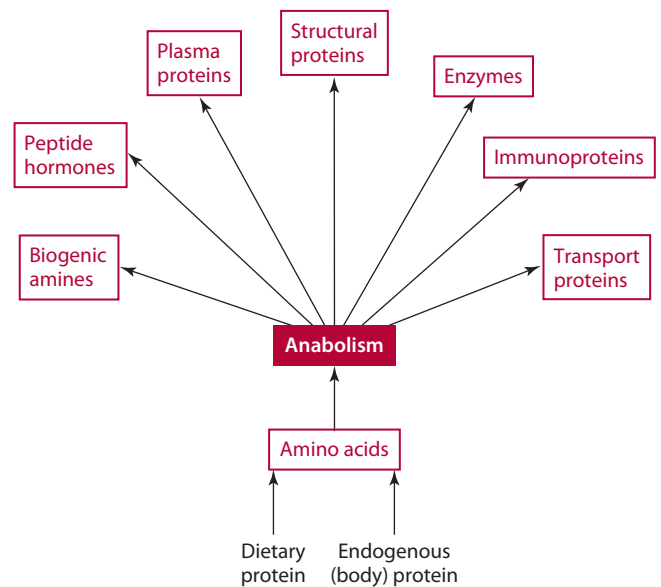 Structural
proteins
Plasma
proteins
Enzymes
Peptide
hormones
Immunoproteins
Biogenic
amines
Transport
proteins
Anabolism
Amino acids
Dietary
protein
Endogenous
(body) protein